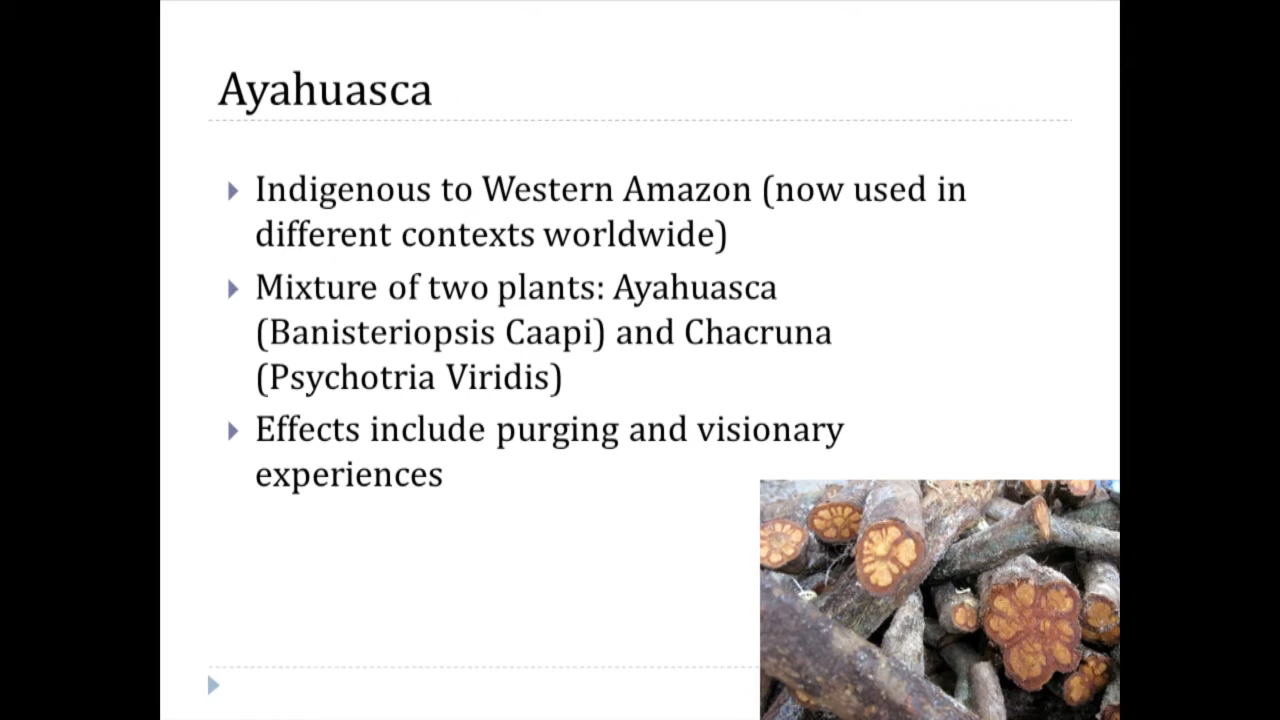 Ayahuasca
Indigenous to Western Amazon (now used in
different contexts worldwide)
Mixture of two plants: Ayahuasca
(Banisteriopsis Caapi) and Chacruna
(Psychotria Viridis)
Effects include purging and visionary
experiences